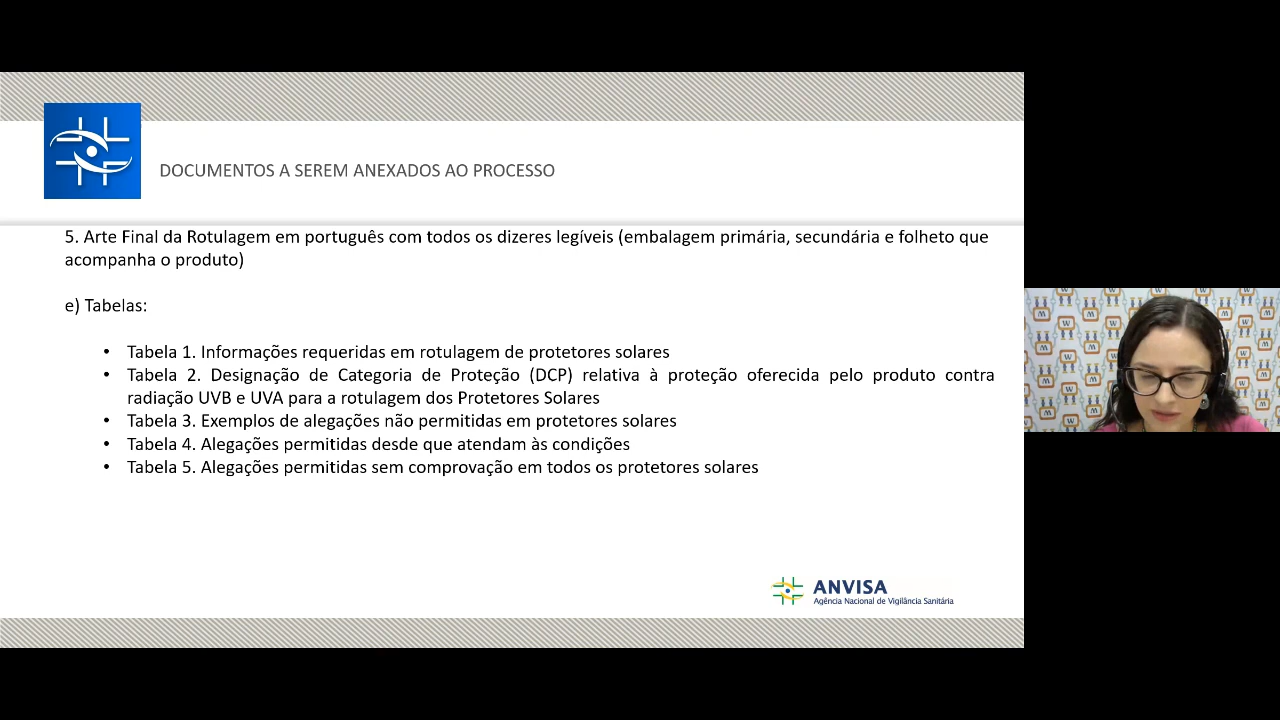 DOCUMENTOS A SEREM ANEXADOS AO PROCESSO
5. Arte Final da Rotulagem em português com todos os dizeres legíveis (embalagem primária, secundária e folheto que
acompanha o produto)
e) Tabelas:
• Tabela 1. Informações requeridas em rotulagem de protetores solares
• Tabela 2. Designação de Categoria de Proteção (DCP) relativa à proteção oferecida pelo produto contra
radiação UVB e UVA para a rotulagem dos Protetores Solares
• Tabela 3. Exemplos de alegações não permitidas em protetores solares
• Tabela 4. Alegações permitidas desde que atendam às condições
• Tabela 5. Alegações permitidas sem comprovação em todos os protetores solares
ANVISA
Agência Nacional de Vigilância Sanitária